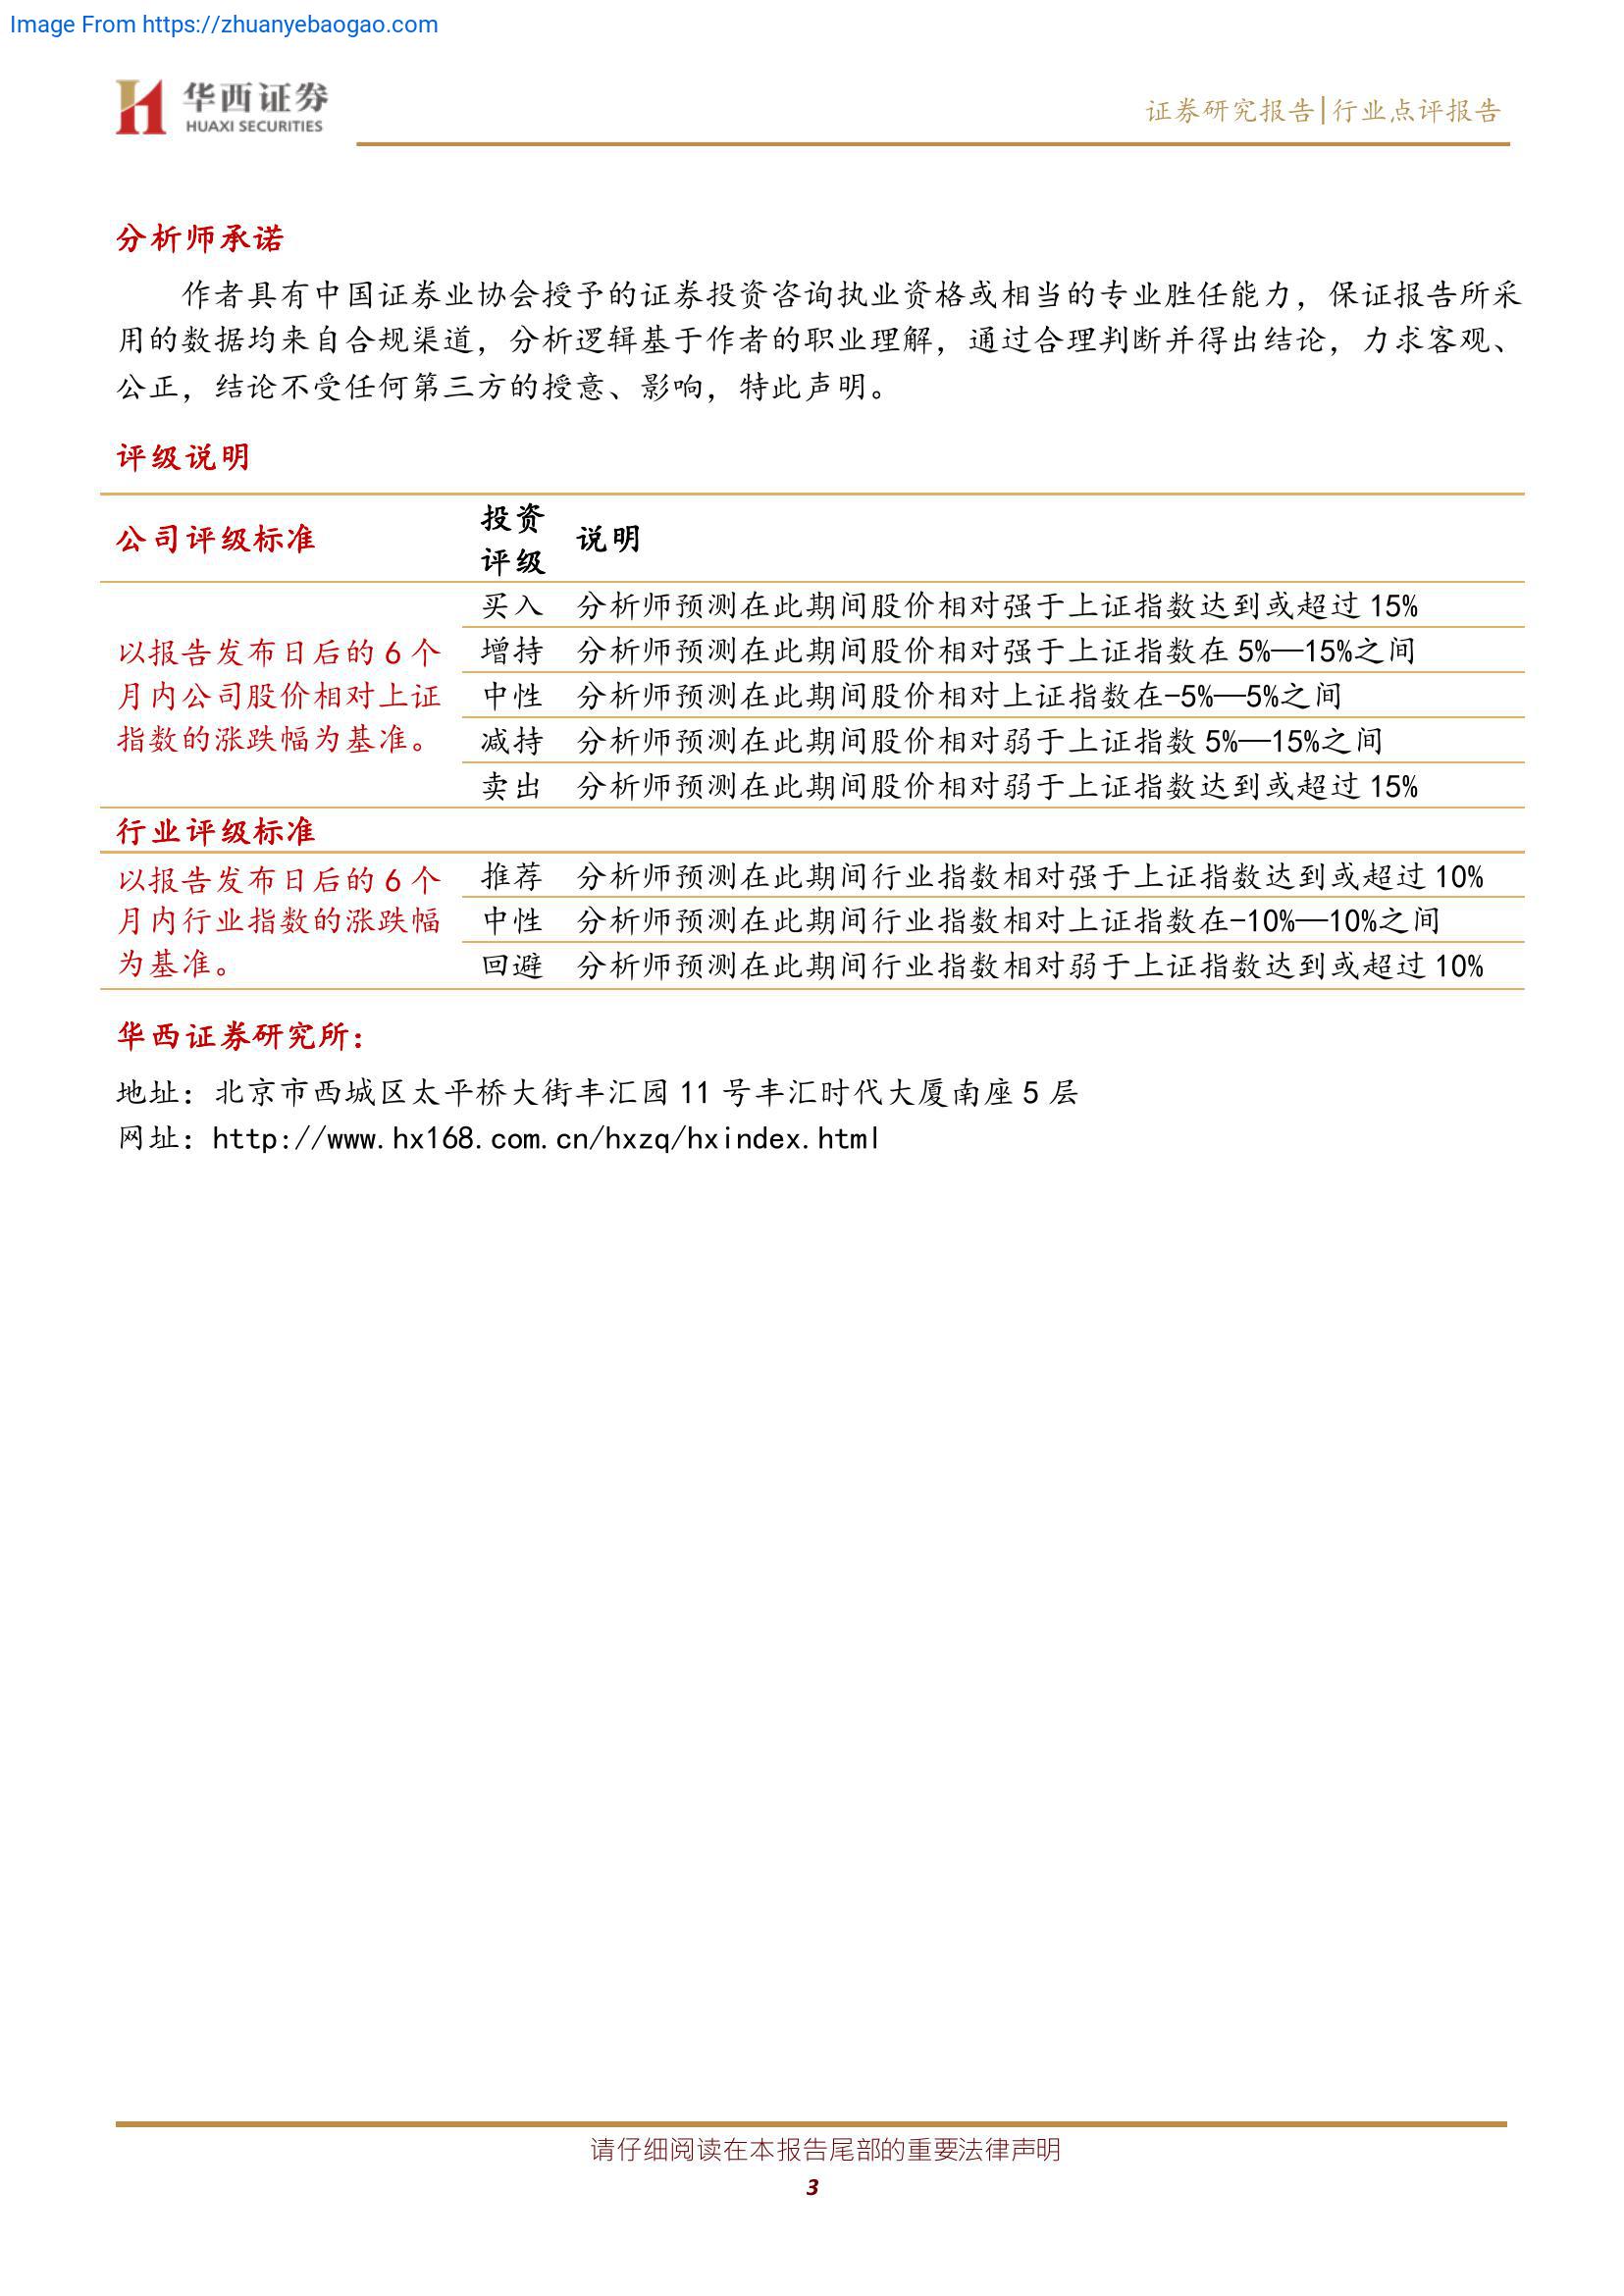 Image From https://zhuanyebaogao.com
华西证券
HUAXI SECURITIES
证券研究报告|行业点评报告
分析师承诺
作者具有中国证券业协会授予的证券投资咨询执业资格或相当的专业胜任能力，保证报告所采
用的数据均来自合规渠道，分析逻辑基于作者的职业理解，通过合理判断并得出结论，力求客观、
公正，结论不受任何第三方的授意、影响，特此声明。
评级说明
公司评级标准 投资评级 说明
以报告发布日后的 6 个
月内公司股价相对上证
指数的涨跌幅为基准。
买入 分析师预测在此期间股价相对强于上证指数达到或超过 15%
增持 分析师预测在此期间股价相对强于上证指数在 5%—15%之间
中性 分析师预测在此期间股价相对上证指数在-5%—5%之间
减持 分析师预测在此期间股价相对弱于上证指数 5%—15%之间
卖出 分析师预测在此期间股价相对弱于上证指数达到或超过 15%
行业评级标准
以报告发布日后的 6 个
月内行业指数的涨跌幅
为基准。
推荐 分析师预测在此期间行业指数相对强于上证指数达到或超过 10%
中性 分析师预测在此期间行业指数相对上证指数在-10%—10%之间
回避 分析师预测在此期间行业指数相对弱于上证指数达到或超过 10%
华西证券研究所：
地址：北京市西城区太平桥大街丰汇园 11 号丰汇时代大厦南座 5 层
网址：http://www.hx168.com.cn/hxzq/hxindex.html
请仔细阅读在本报告尾部的重要法律声明
3